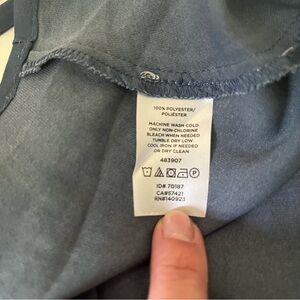 100% POLYESTER/
POLIÉSTER
MACHINE WASH COLD
ONLY NON-CHLORINE
BLEACH WHEN NEEDED
TUMBLE DRY LOW
COOL IRON IF NEEDED
OR DRY CLEAN
483907
ID# 70187
CA#57421
RN#140923